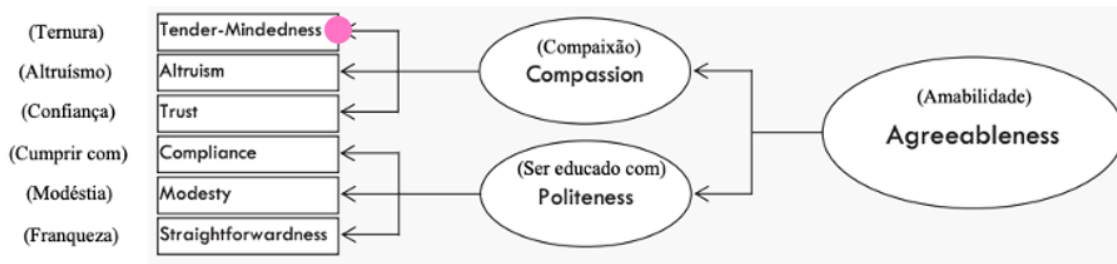 (Ternura) Tender-Mindedness
(Altruísmo) Altruism
(Confiança) Trust
(Cumprir com) Compliance
(Modéstia) Modesty
(Franqueza) Straightforwardness
(Compaixão)
Compassion
(Ser educado com)
Politeness
(Amabilidade)
Agreeableness